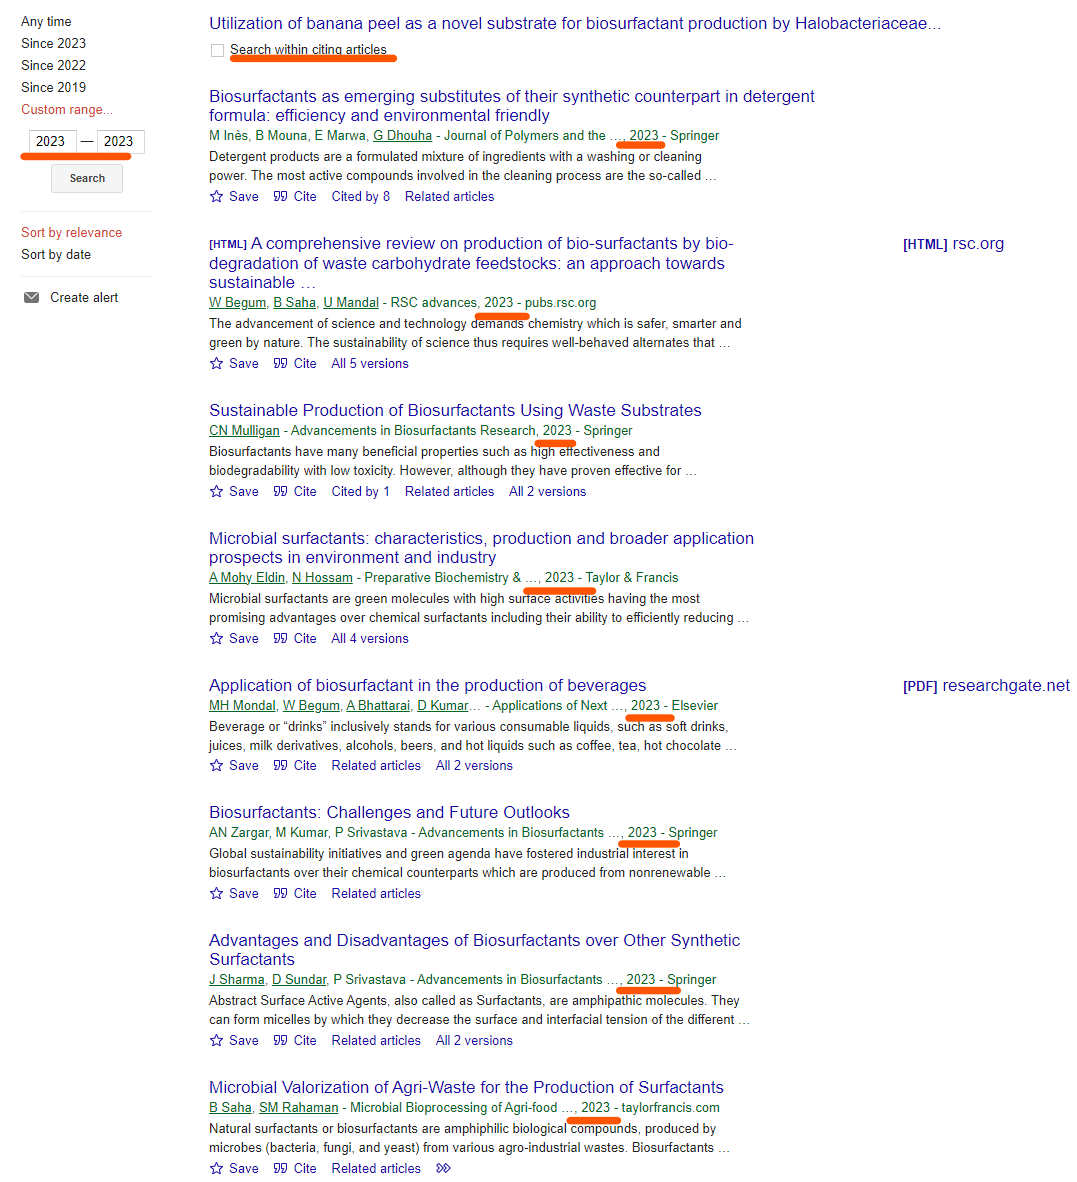 Any time
Since 2023
Since 2022
Since 2019
Custom range...
2023 — 2023
Search
Sort by relevance
Sort by date
Create alert
Utilization of banana peel as a novel substrate for biosurfactant production by Halobacteriaceae...
Search within citing articles
Biosurfactants as emerging substitutes of their synthetic counterpart in detergent
formula: efficiency and environmental friendly
M Inès, B Mouna, E Marwa, G Dhouha - Journal of Polymers and the …, 2023 - Springer
Detergent products are a formulated mixture of ingredients with a washing or cleaning
power. The most active compounds involved in the cleaning process are the so-called …
Save Cite Cited by 8 Related articles
[HTML] A comprehensive review on production of bio-surfactants by bio-
degradation of waste carbohydrate feedstocks: an approach towards
sustainable …
[HTML] rsc.org
W Begum, B Saha, U Mandal - RSC advances, 2023 - pubs.rsc.org
The advancement of science and technology demands chemistry which is safer, smarter and
green by nature. The sustainability of science thus requires well-behaved alternates that …
Save Cite All 5 versions
Sustainable Production of Biosurfactants Using Waste Substrates
CN Mulligan - Advancements in Biosurfactants Research, 2023 - Springer
Biosurfactants have many beneficial properties such as high effectiveness and
biodegradability with low toxicity. However, although they have proven effective for …
Save Cite Cited by 1 Related articles All 2 versions
Microbial surfactants: characteristics, production and broader application
prospects in environment and industry
A Mohy Eldin, N Hossam - Preparative Biochemistry & …, 2023 - Taylor & Francis
Microbial surfactants are green molecules with high surface activities having the most
promising advantages over chemical surfactants including their ability to efficiently reducing …
Save Cite All 4 versions
Application of biosurfactant in the production of beverages
[PDF] researchgate.net
MH Mondal, W Begum, A Bhattarai, D Kumar… - Applications of Next …, 2023 - Elsevier
Beverage or “drinks” inclusively stands for various consumable liquids, such as soft drinks,
juices, milk derivatives, alcohols, beers, and hot liquids such as coffee, tea, hot chocolate …
Save Cite Related articles All 2 versions
Biosurfactants: Challenges and Future Outlooks
AN Zargar, M Kumar, P Srivastava - Advancements in Biosurfactants …, 2023 - Springer
Global sustainability initiatives and green agenda have fostered industrial interest in
biosurfactants over their chemical counterparts which are produced from nonrenewable …
Save Cite Related articles
Advantages and Disadvantages of Biosurfactants over Other Synthetic
Surfactants
J Sharma, D Sundar, P Srivastava - Advancements in Biosurfactants …, 2023 - Springer
Abstract Surface Active Agents, also called as Surfactants, are amphipathic molecules. They
can form micelles by which they decrease the surface and interfacial tension of the different …
Save Cite Related articles All 2 versions
Microbial Valorization of Agri-Waste for the Production of Surfactants
B Saha, SM Rahaman - Microbial Bioprocessing of Agri-food …, 2023 - taylorfrancis.com
Natural surfactants or biosurfactants are amphiphilic biological compounds, produced by
microbes (bacteria, fungi, and yeast) from various agro-industrial wastes. Biosurfactants …
Save Cite Related articles